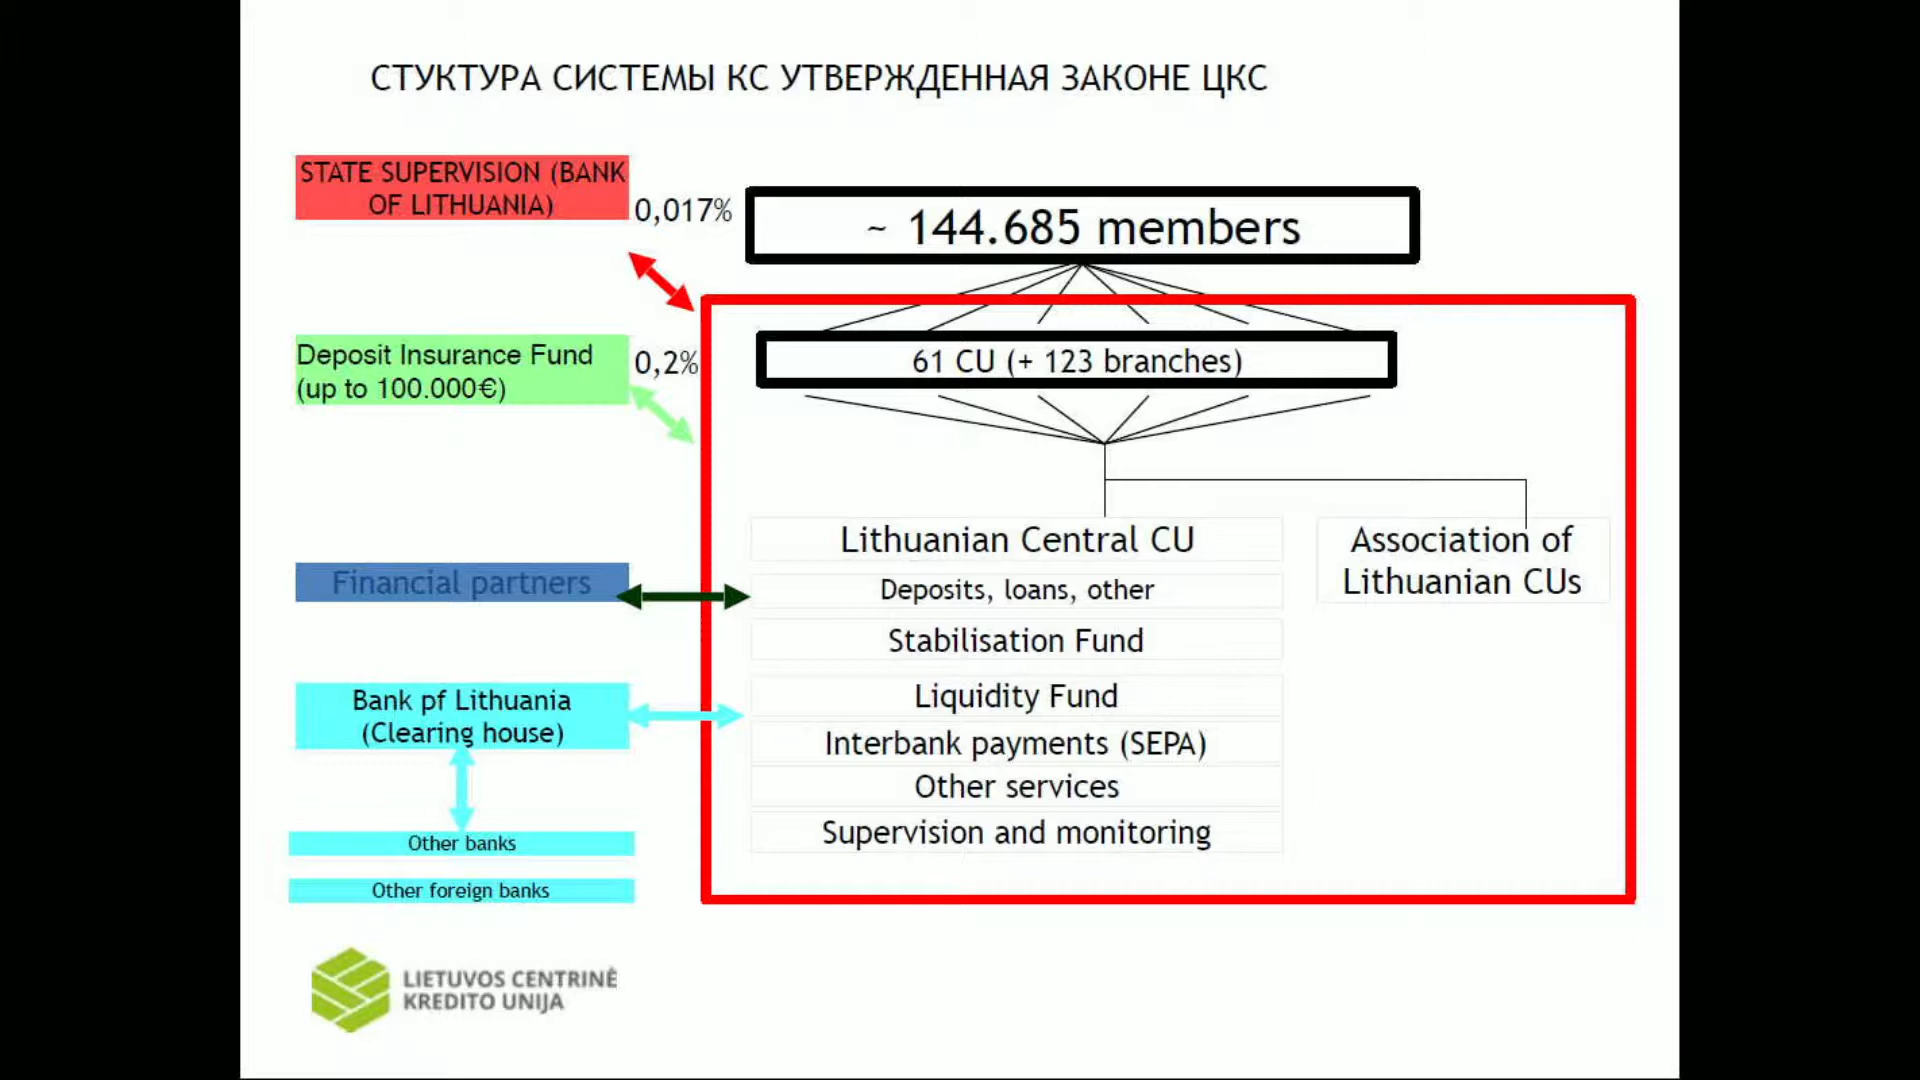 СТУКТУРА СИСТЕМЫ КС УТВЕРЖДЕННАЯ ЗАКОНЕ ЦКС
STATE SUPERVISION (BANK
OF LITHUANIA)
0,017%
~ 144.685 members
Deposit Insurance Fund
(up to 100.000€)
0,2%
61 CU (+ 123 branches)
Lithuanian Central CU
Association of
Lithuanian CUs
Financial partners
Deposits, loans, other
Stabilisation Fund
Bank pf Lithuania
(Clearing house)
Liquidity Fund
Interbank payments (SEPA)
Other services
Supervision and monitoring
Other banks
Other foreign banks
LIETUVOS CENTRINĖ
KREDITO UNIJA